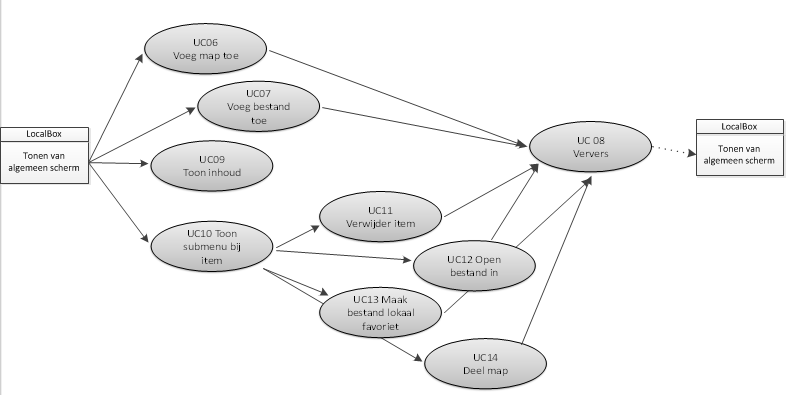 UC06
Voeg map toe
UC07
Voeg bestand
toe
LocalBox
Tonen van
algemeen scherm
UC09
Toon inhoud
UC 08
Ververs
LocalBox
Tonen van
algemeen scherm
UC10 Toon
submenu bij
item
UC11
Verwijder item
UC12 Open
bestand in
UC13 Maak
bestand lokaal
favoriet
UC14
Deel map